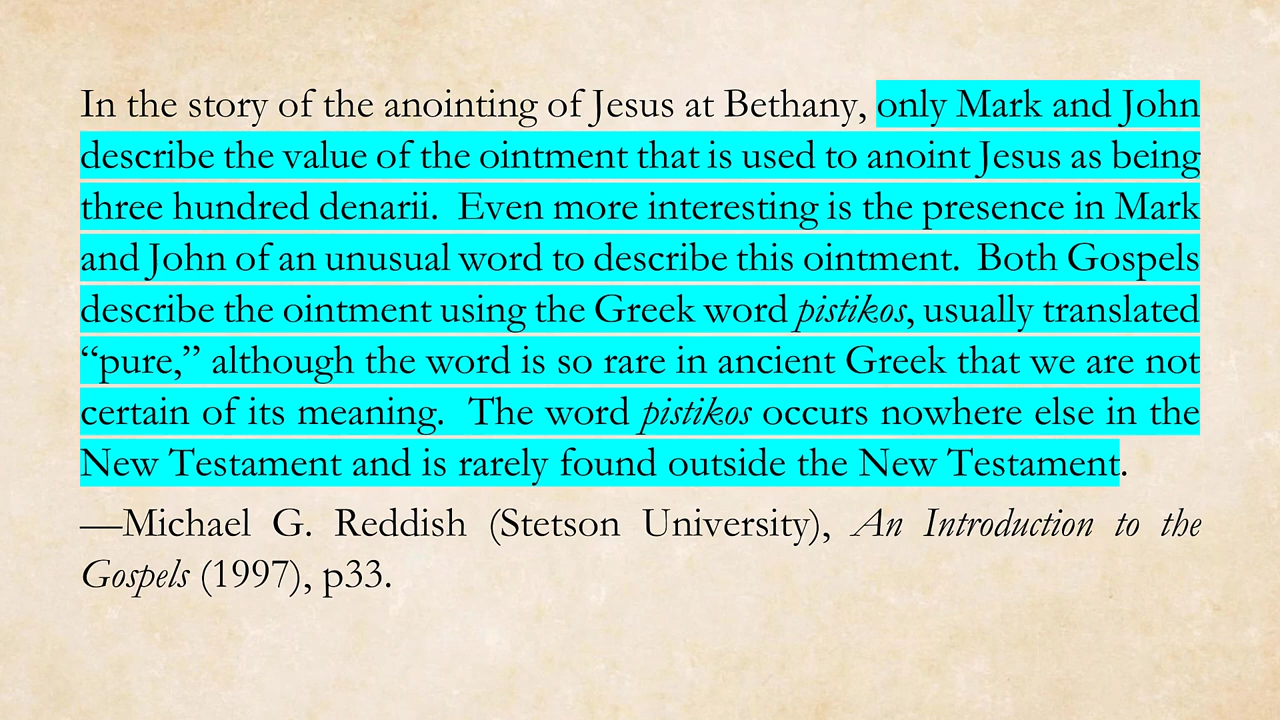 In the story of the anointing of Jesus at Bethany, only Mark and John
describe the value of the ointment that is used to anoint Jesus as being
three hundred denarii.  Even more interesting is the presence in Mark
and John of an unusual word to describe this ointment.  Both Gospels
describe the ointment using the Greek word pistikos, usually translated
“pure,” although the word is so rare in ancient Greek that we are not
certain of its meaning.  The word pistikos occurs nowhere else in the
New Testament and is rarely found outside the New Testament.
—Michael G. Reddish (Stetson University), An Introduction to the
Gospels (1997), p33.